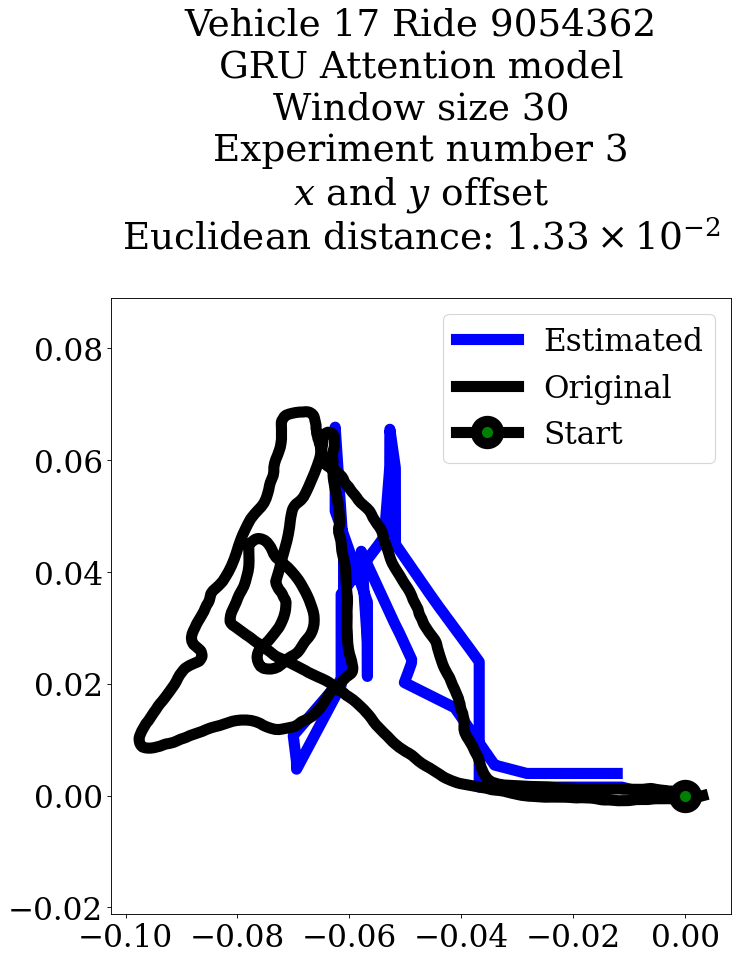 Vehicle 17 Ride 9054362
GRU Attention model
Window size 30
Experiment number 3
x and y offset
Euclidean distance: 1.33 × 10⁻²
Estimated
Original
Start
0.08
0.06
0.04
0.02
0.00
−0.02
−0.10 −0.08 −0.06 −0.04 −0.02 0.00